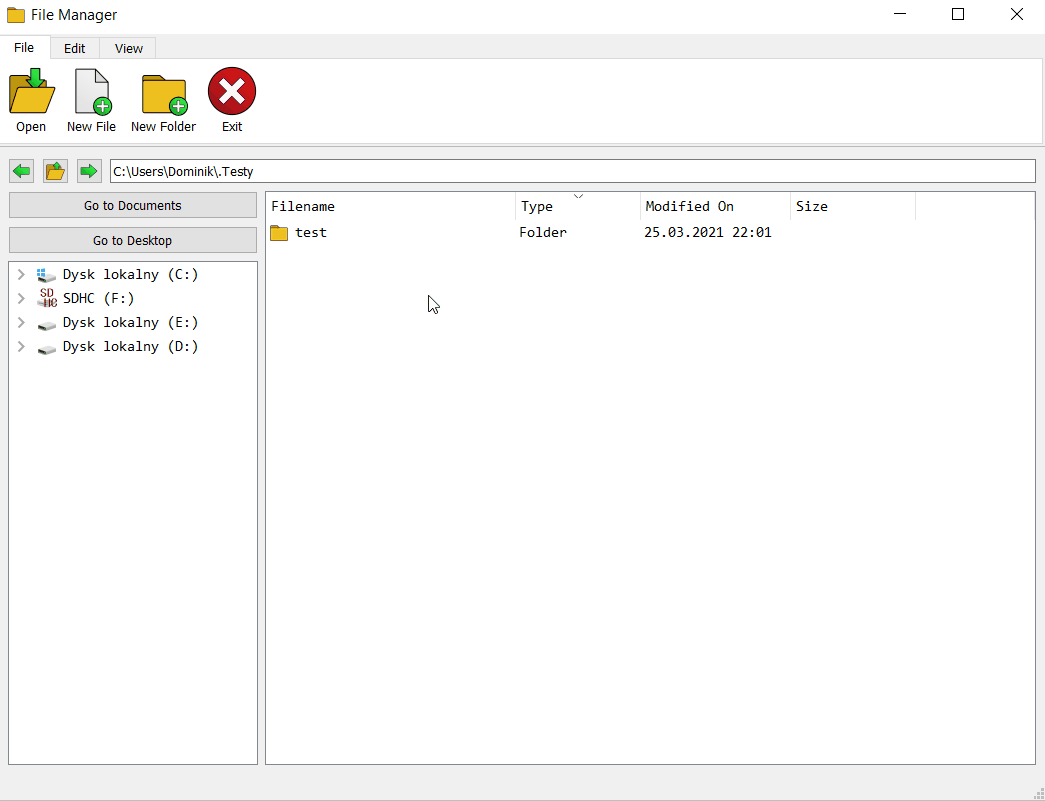 File Manager
File Edit View
Open New File New Folder Exit
C:\Users\Dominik\.Testy
Go to Documents
Go to Desktop
Filename Type Modified On Size
test Folder 25.03.2021 22:01
Dysk lokalny (C:)
SD HC SDHC (F:)
Dysk lokalny (E:)
Dysk lokalny (D:)